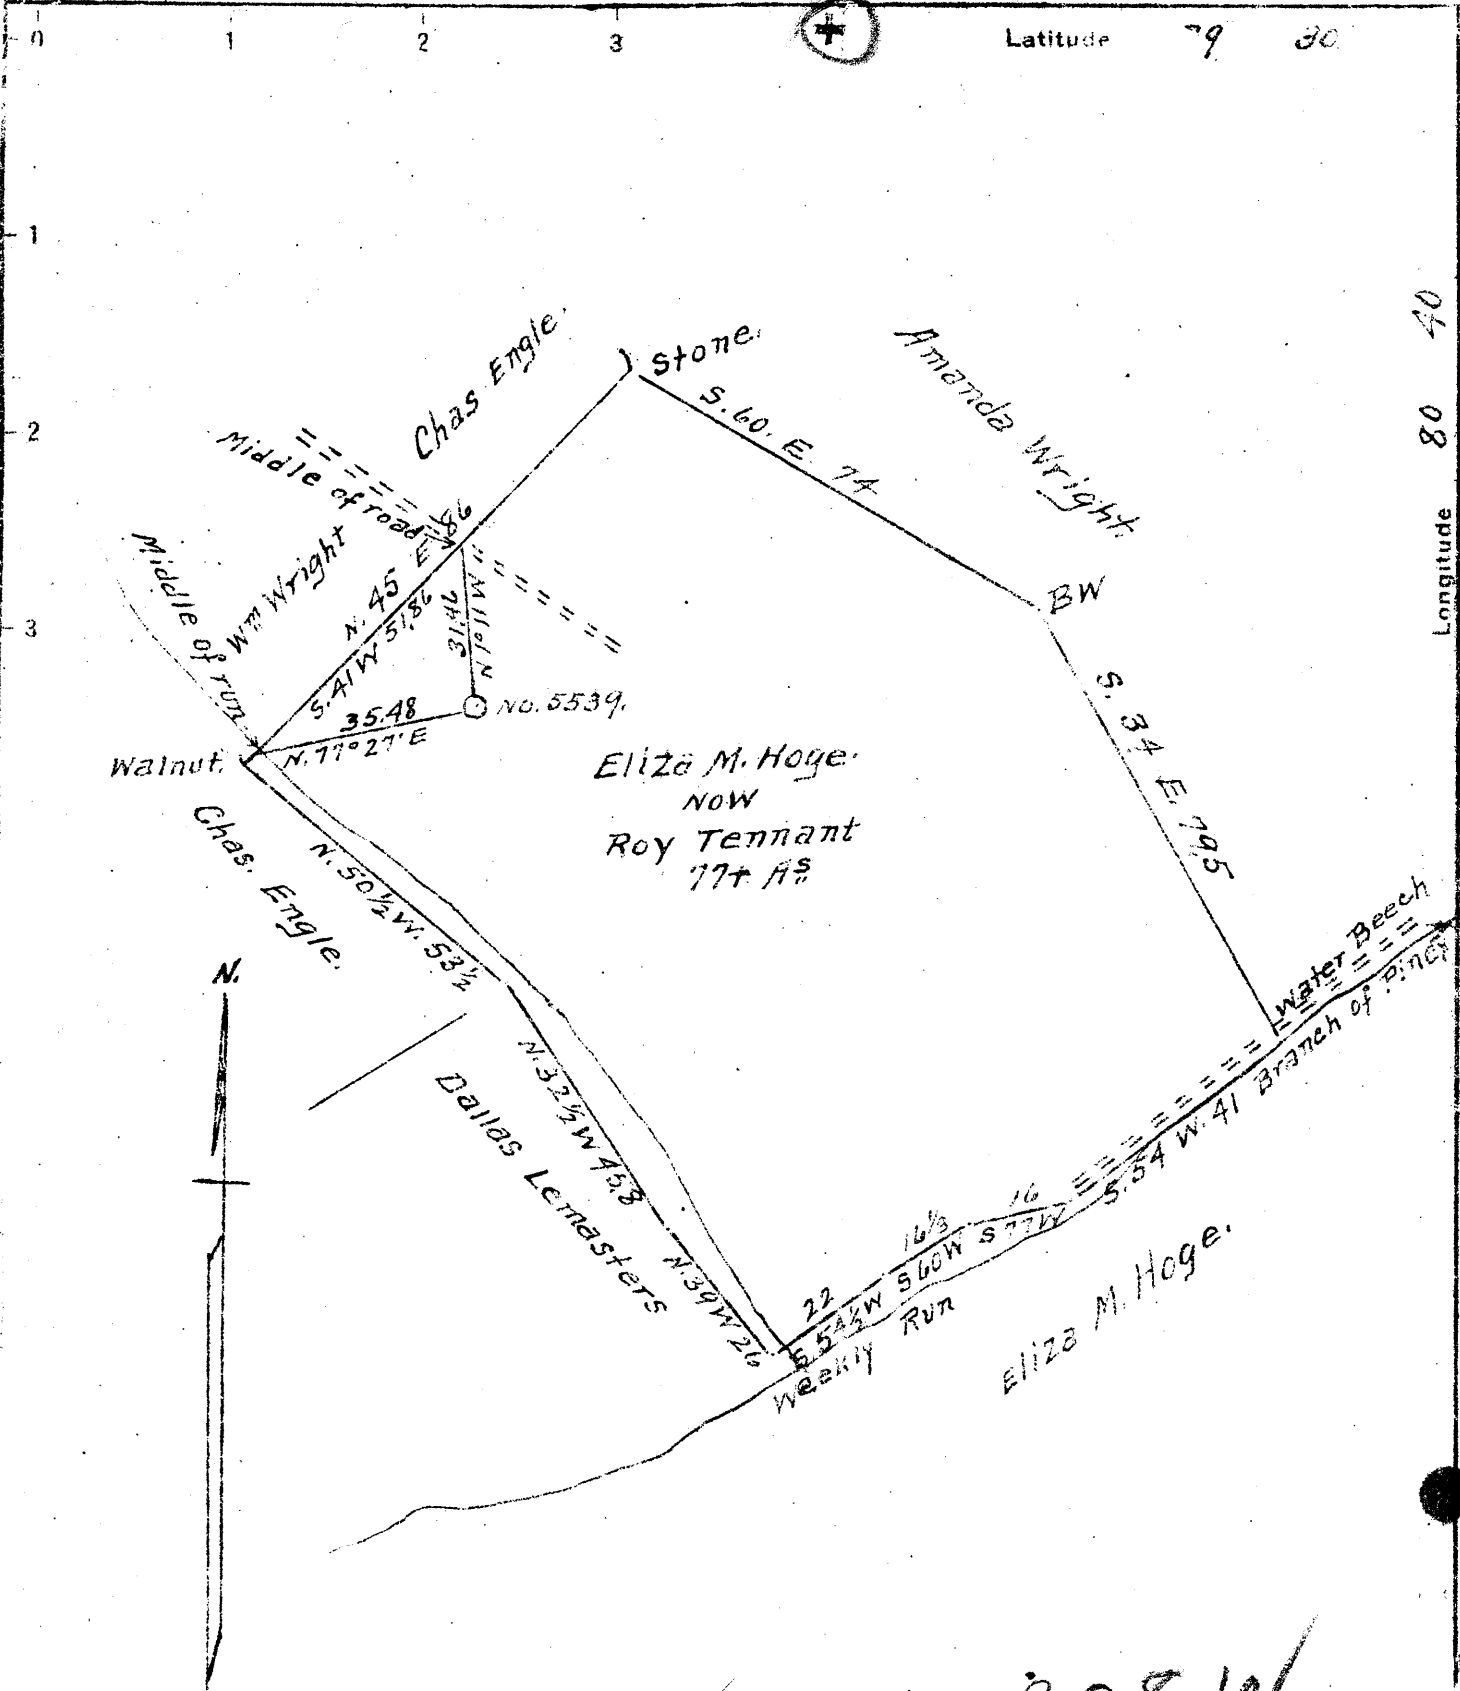 0 1 2 3 + Latitude 79 30
1
2
3
40
80
Longitude
Chas Engle.
Stone.
Amanda Wright.
S. 60. E. 74
Middle of road
Wm Wright
Middle of run
N. 45 E 86
S. 41 W 51.86
N 1°11 W
31.42
BW
No. 5539.
35.48
N. 77°27' E
Walnut.
S. 34 E. 79.5
Eliza M. Hoge.
NOW
Roy Tennant
77+ As
Chas. Engle.
N. 50½ W. 53½
N.
Water Beech
Branch of Piney
N. 32½ W 45.8
Dallas Lemasters
S. 54 W. 41
16
S 77 W
16⅓
S 60 W
22
S. 54½ W
N. 39 W 26
Weekly Run
Eliza M. Hoge.